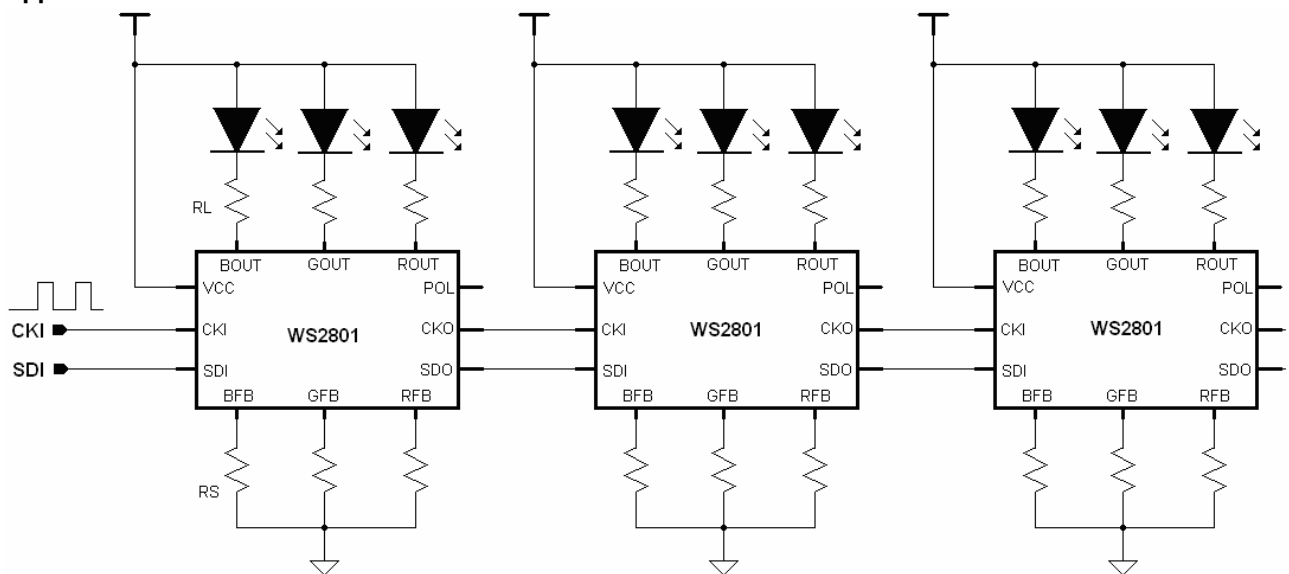 RL
BOUT GOUT ROUT
VCC POL
CKI CKI WS2801 CKO
SDI SDI SDO
BFB GFB RFB
RS
BOUT GOUT ROUT
VCC POL
CKI WS2801 CKO
SDI SDO
BFB GFB RFB
BOUT GOUT ROUT
VCC POL
CKI WS2801 CKO
SDI SDO
BFB GFB RFB